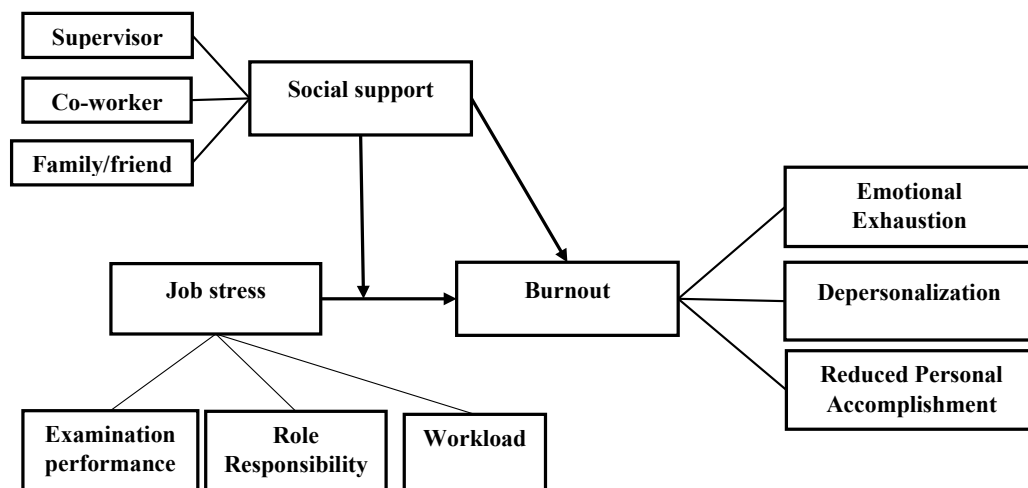 Supervisor
Co-worker
Family/friend
Social support
Job stress
Burnout
Emotional
Exhaustion
Depersonalization
Reduced Personal
Accomplishment
Examination
performance
Role
Responsibility
Workload